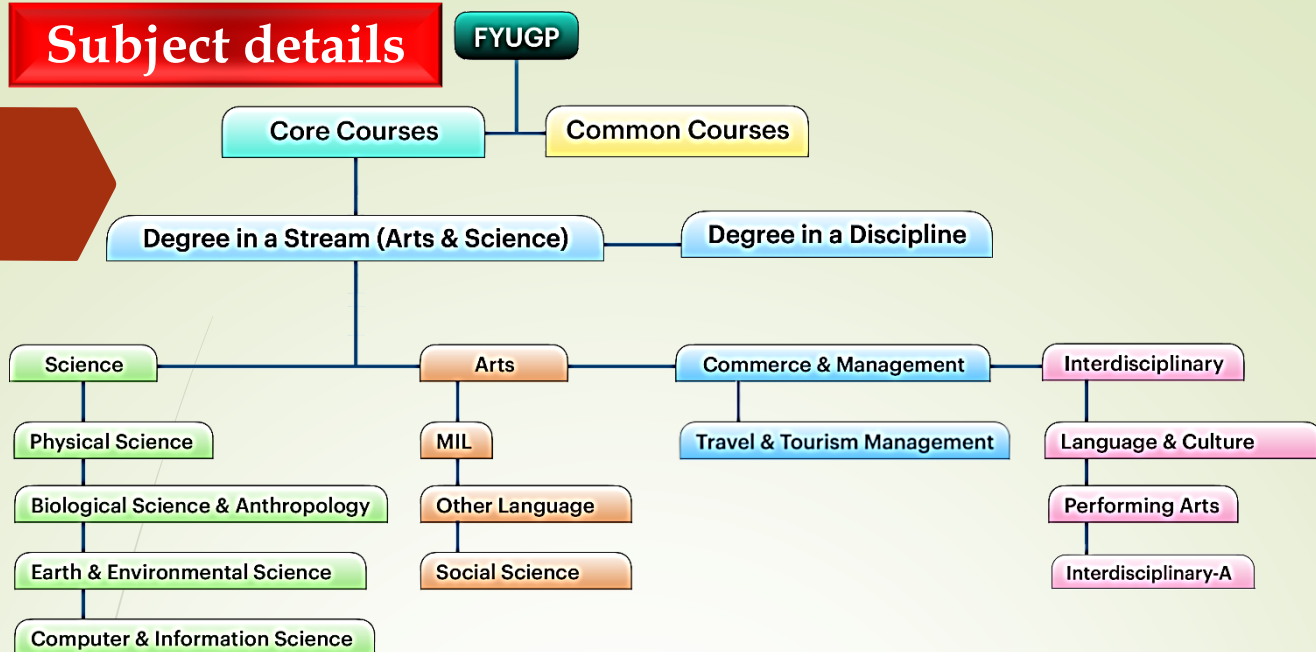 Subject details
FYUGP
Core Courses
Common Courses
Degree in a Stream (Arts & Science)
Degree in a Discipline
Science
Arts
Commerce & Management
Interdisciplinary
Physical Science
MIL
Travel & Tourism Management
Language & Culture
Biological Science & Anthropology
Other Language
Performing Arts
Earth & Environmental Science
Social Science
Interdisciplinary-A
Computer & Information Science